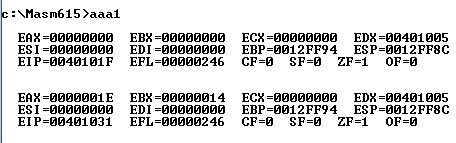 c:\Masm615>aaa1
EAX=00000000 EBX=00000000 ECX=00000000 EDX=00401005
ESI=00000000 EDI=00000000 EBP=0012FF94 ESP=0012FF8C
EIP=0040101F EFL=00000246 CF=0 SF=0 ZF=1 OF=0
EAX=0000001E EBX=00000014 ECX=00000000 EDX=00401005
ESI=00000000 EDI=00000000 EBP=0012FF94 ESP=0012FF8C
EIP=00401031 EFL=00000246 CF=0 SF=0 ZF=1 OF=0